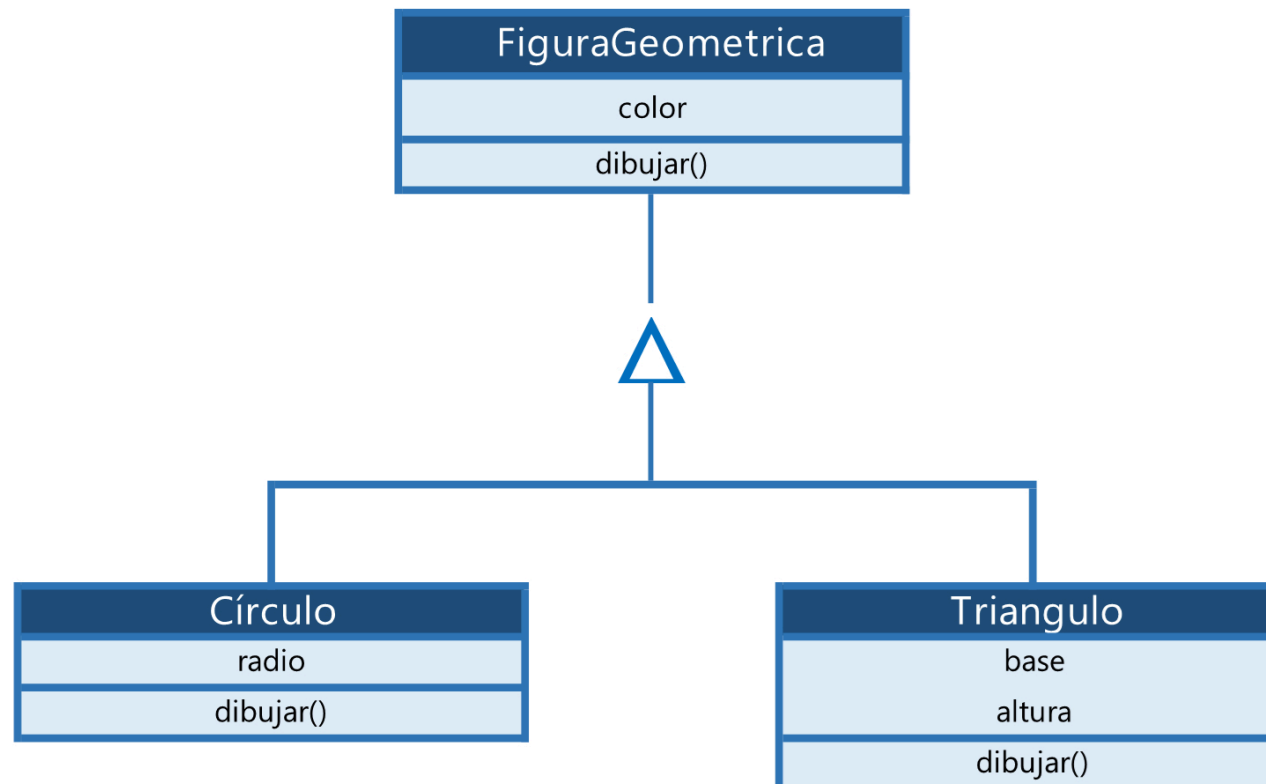 FiguraGeometrica
color
dibujar()
Círculo
radio
dibujar()
Triangulo
base
altura
dibujar()